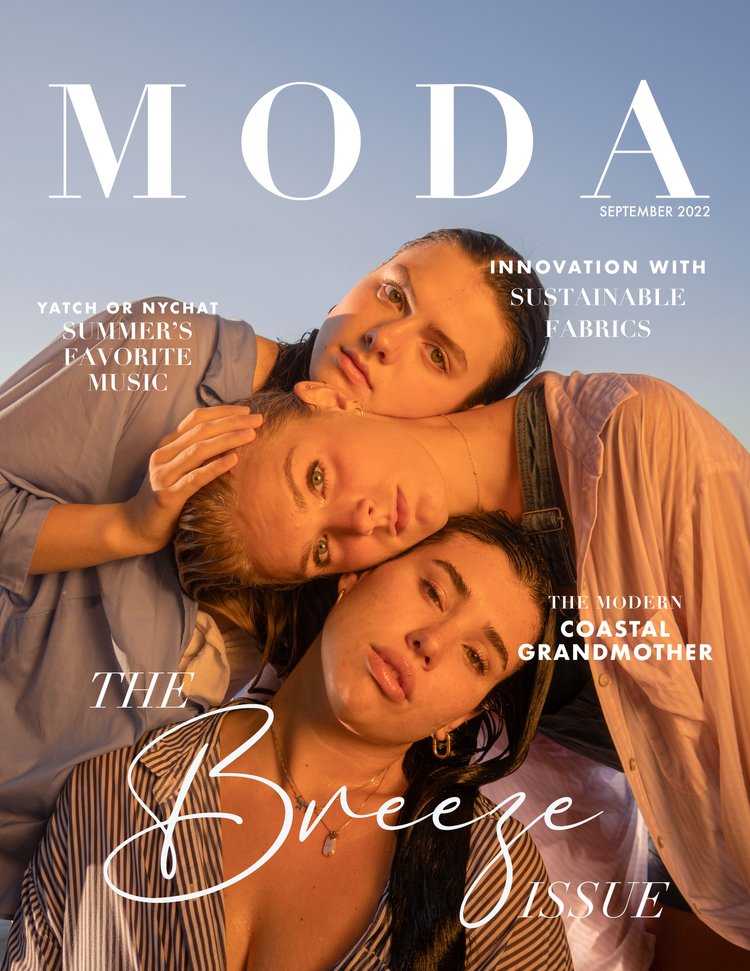 MODA
SEPTEMBER 2022
INNOVATION WITH
SUSTAINABLE
FABRICS
YATCH OR NYCHAT
SUMMER'S
FAVORITE
MUSIC
THE MODERN
COASTAL
GRANDMOTHER
THE
Breeze
ISSUE